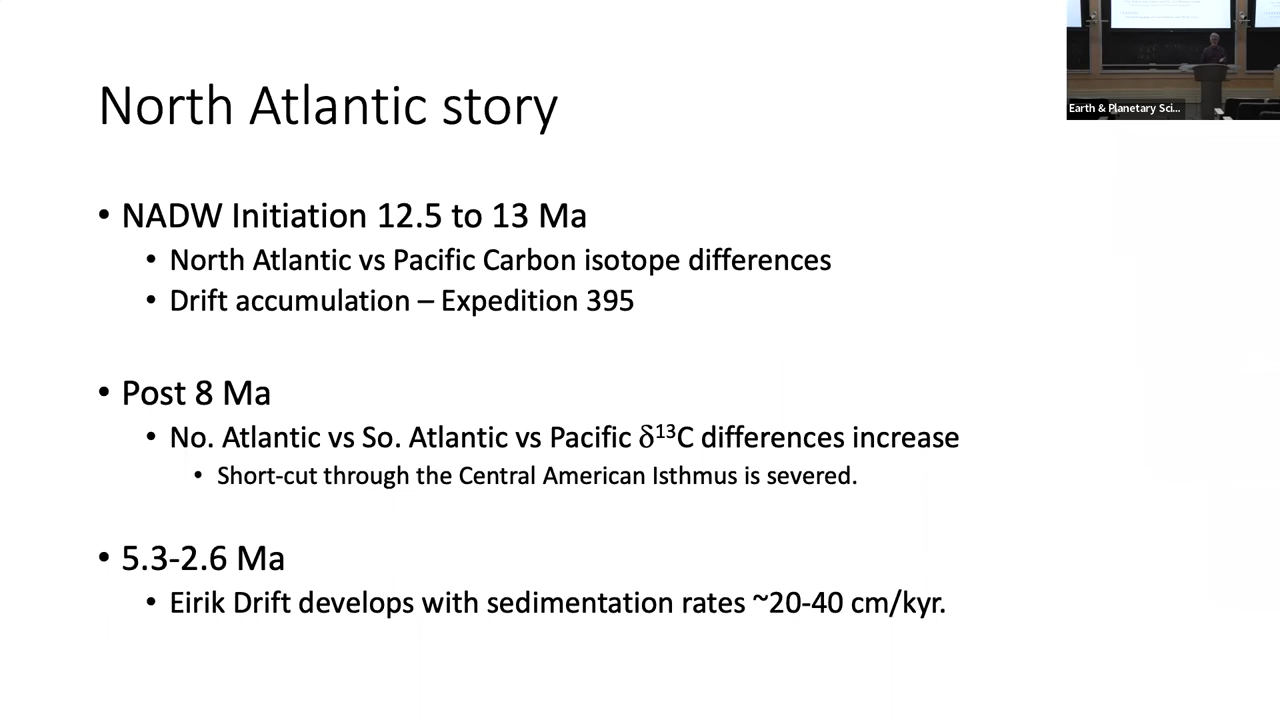 Earth & Planetary Sci...
North Atlantic story
• NADW Initiation 12.5 to 13 Ma
• North Atlantic vs Pacific Carbon isotope differences
• Drift accumulation – Expedition 395
• Post 8 Ma
• No. Atlantic vs So. Atlantic vs Pacific δ¹³C differences increase
• Short-cut through the Central American Isthmus is severed.
• 5.3-2.6 Ma
• Eirik Drift develops with sedimentation rates ~20-40 cm/kyr.